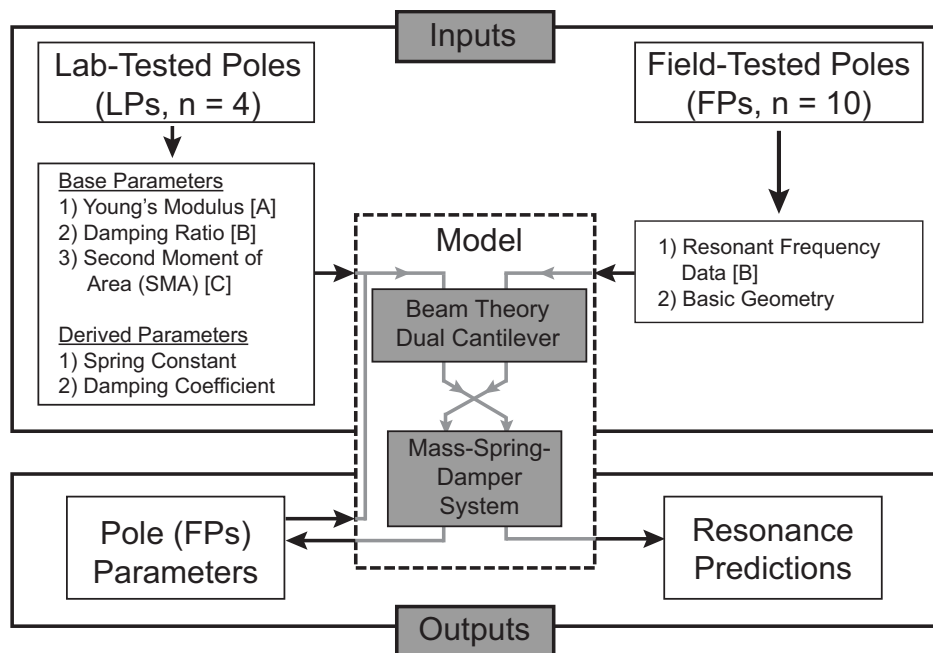 Inputs
Lab-Tested Poles
(LPs, n = 4)
Field-Tested Poles
(FPs, n = 10)
Base Parameters
1) Young's Modulus [A]
2) Damping Ratio [B]
3) Second Moment of
Area (SMA) [C]
Derived Parameters
1) Spring Constant
2) Damping Coefficient
Model
Beam Theory
Dual Cantilever
Mass-Spring-
Damper
System
1) Resonant Frequency
Data [B]
2) Basic Geometry
Pole (FPs)
Parameters
Resonance
Predictions
Outputs